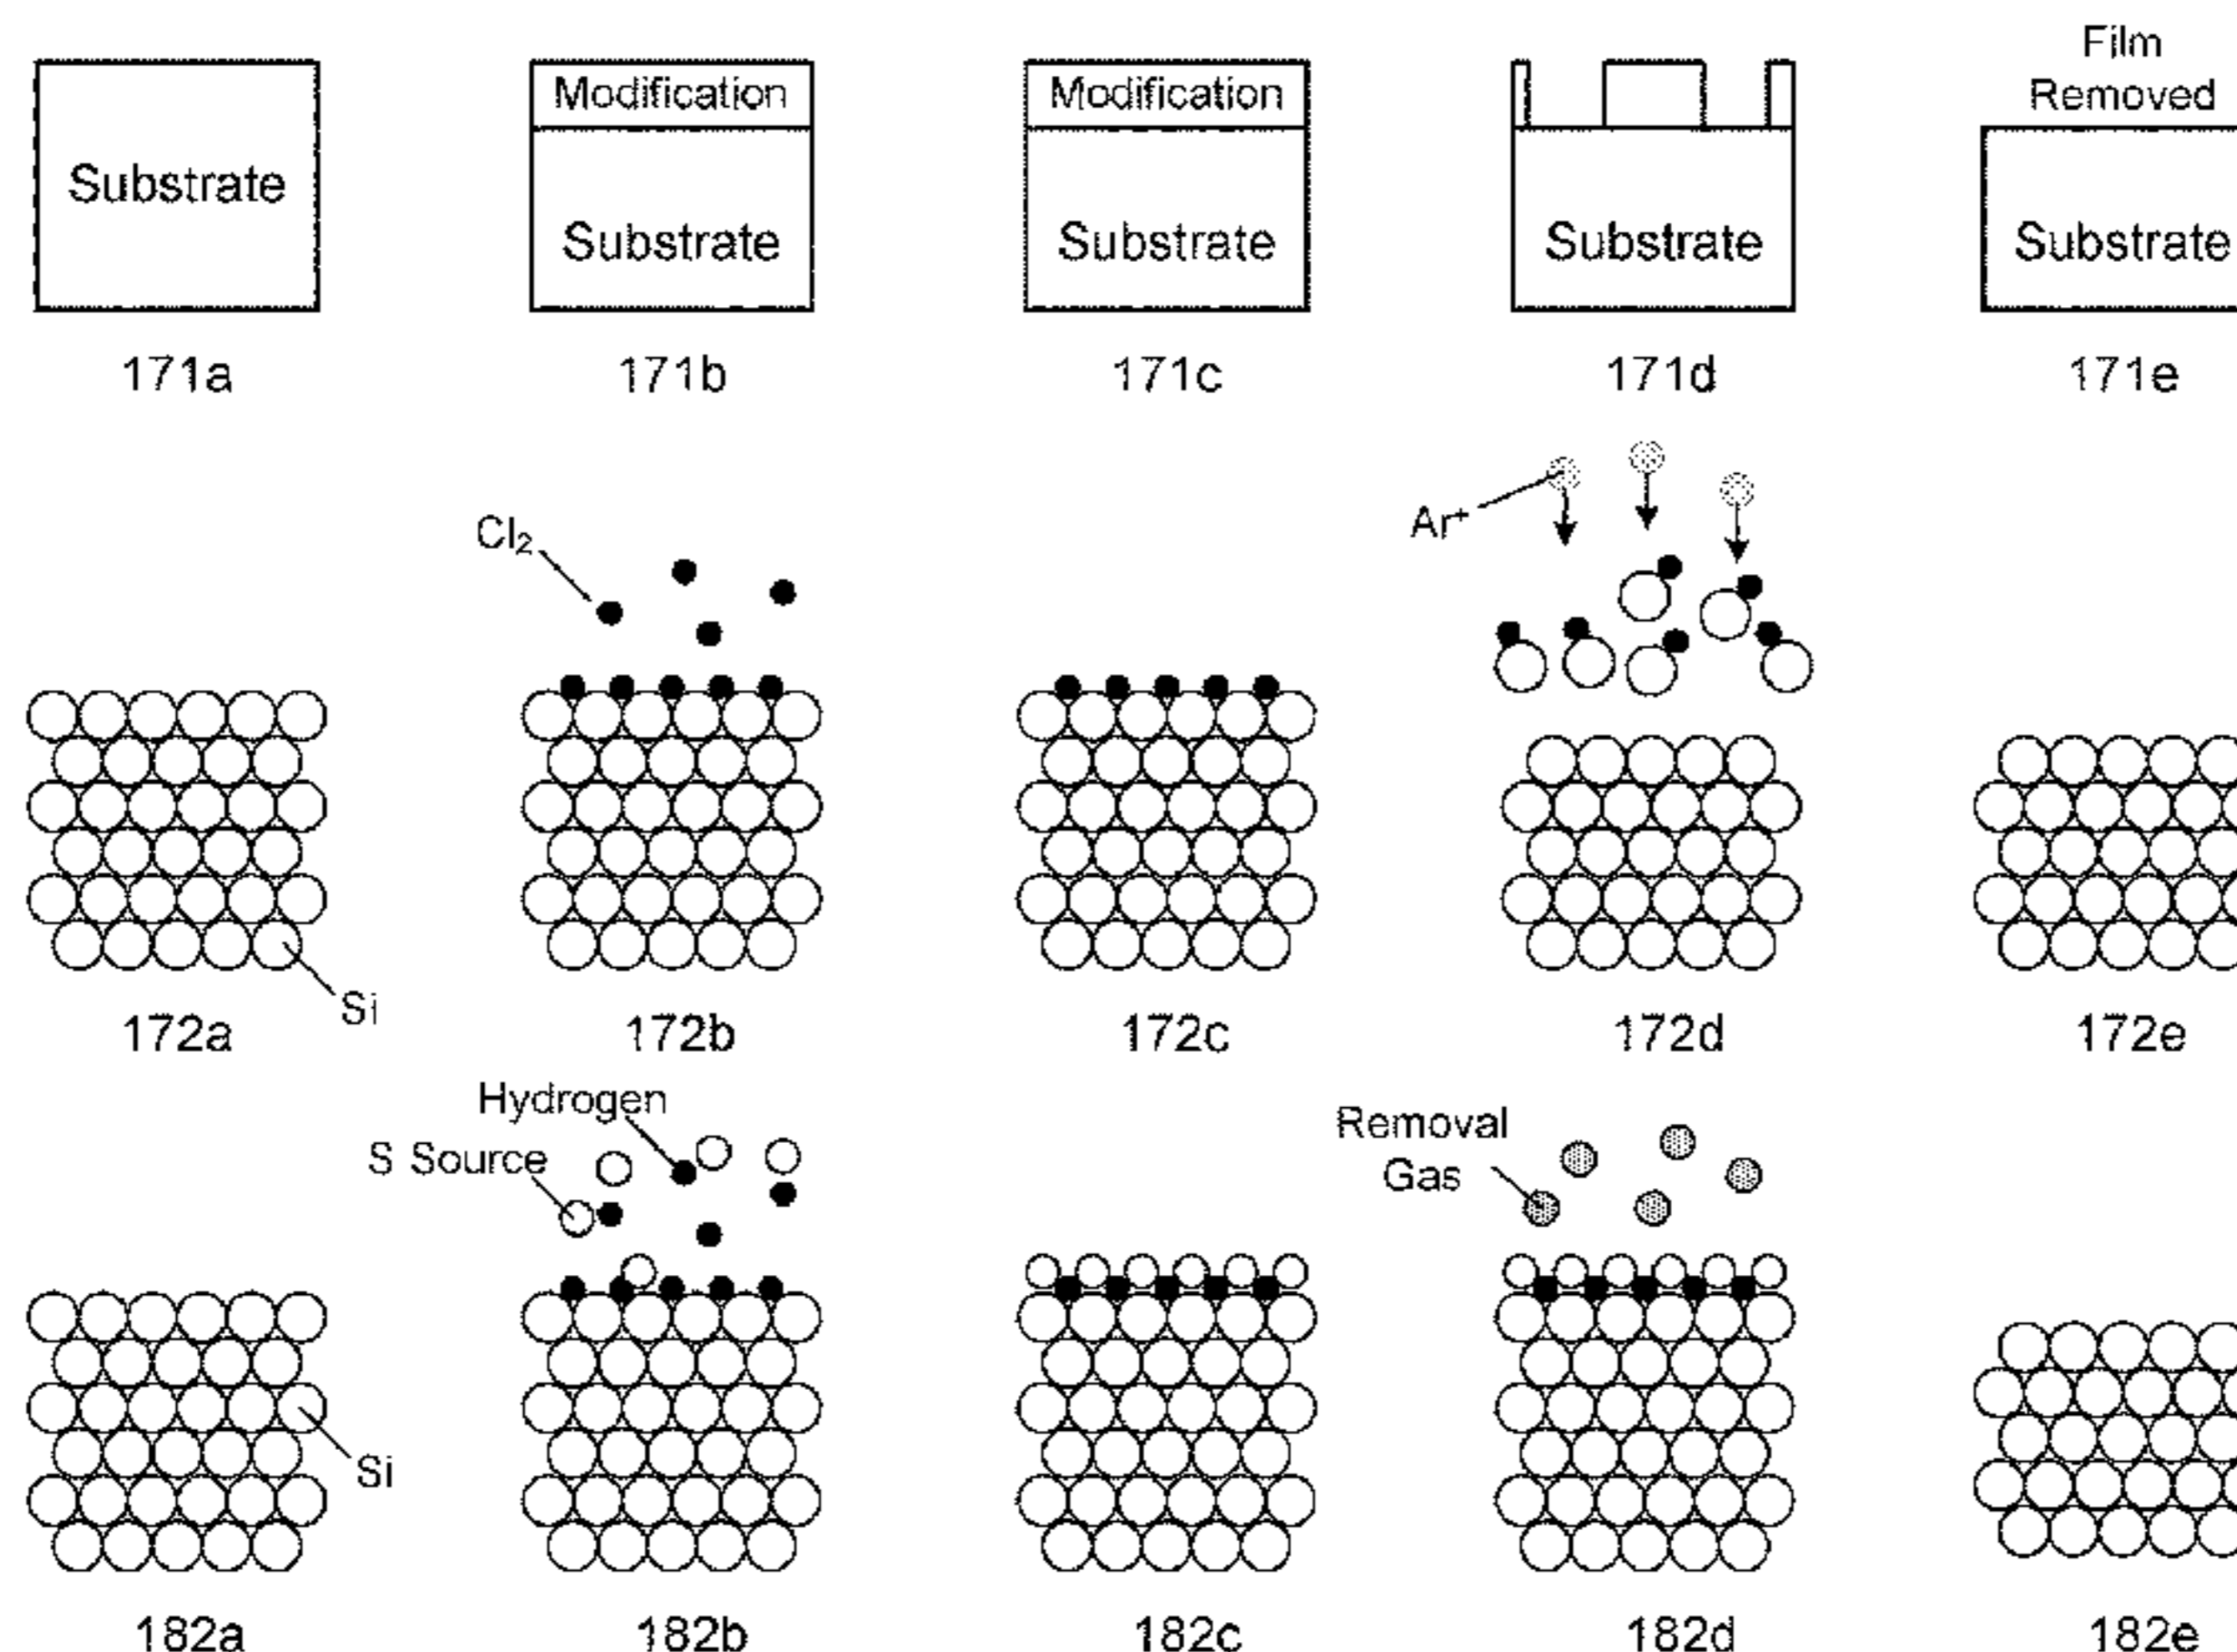 Film
Removed
Modification
Modification
Substrate
Substrate
Substrate
Substrate
Substrate
171a
171b
171c
171d
171e
Cl₂
Ar⁺
Si
172a
172b
172c
172d
172e
Hydrogen
S Source
Removal
Gas
Si
182a
182b
182c
182d
182e